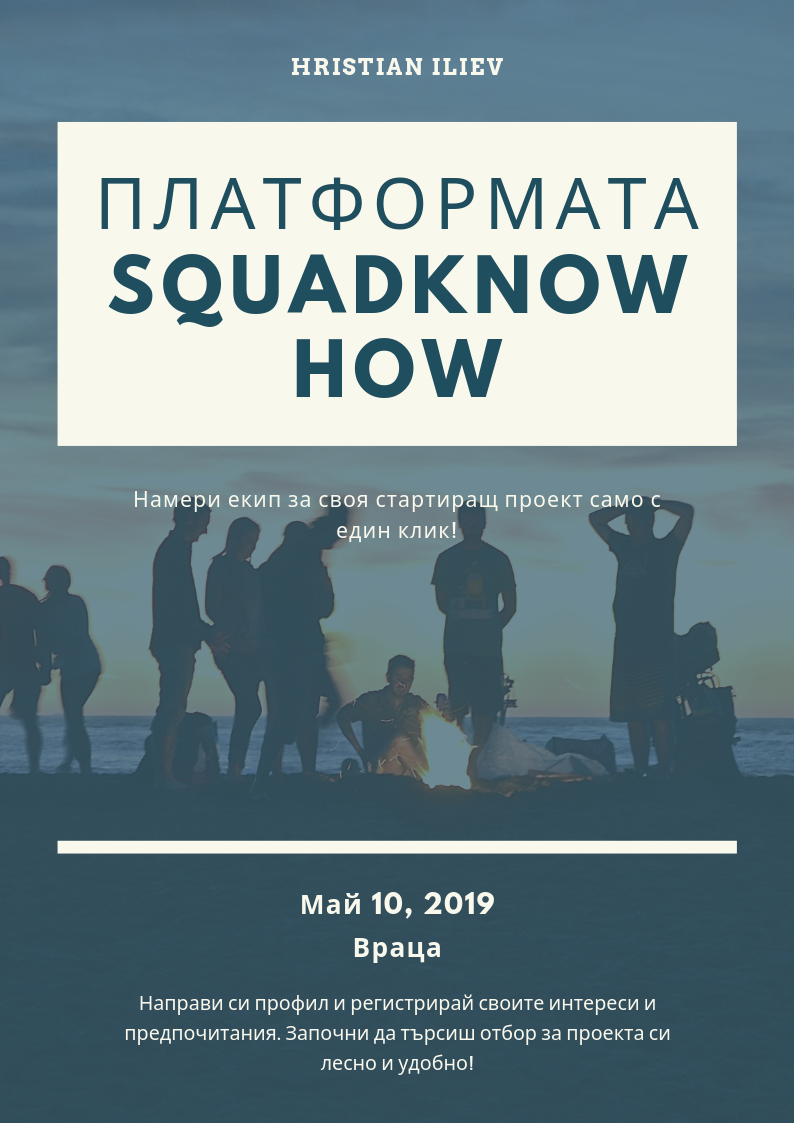 HRISTIAN ILIEV
ПЛАТФОРМАТА
SQUADKNOW
HOW
Намери екип за своя стартиращ проект само с
един клик!
Май 10, 2019
Враца
Направи си профил и регистрирай своите интереси и
предпочитания. Започни да търсиш отбор за проекта си
лесно и удобно!